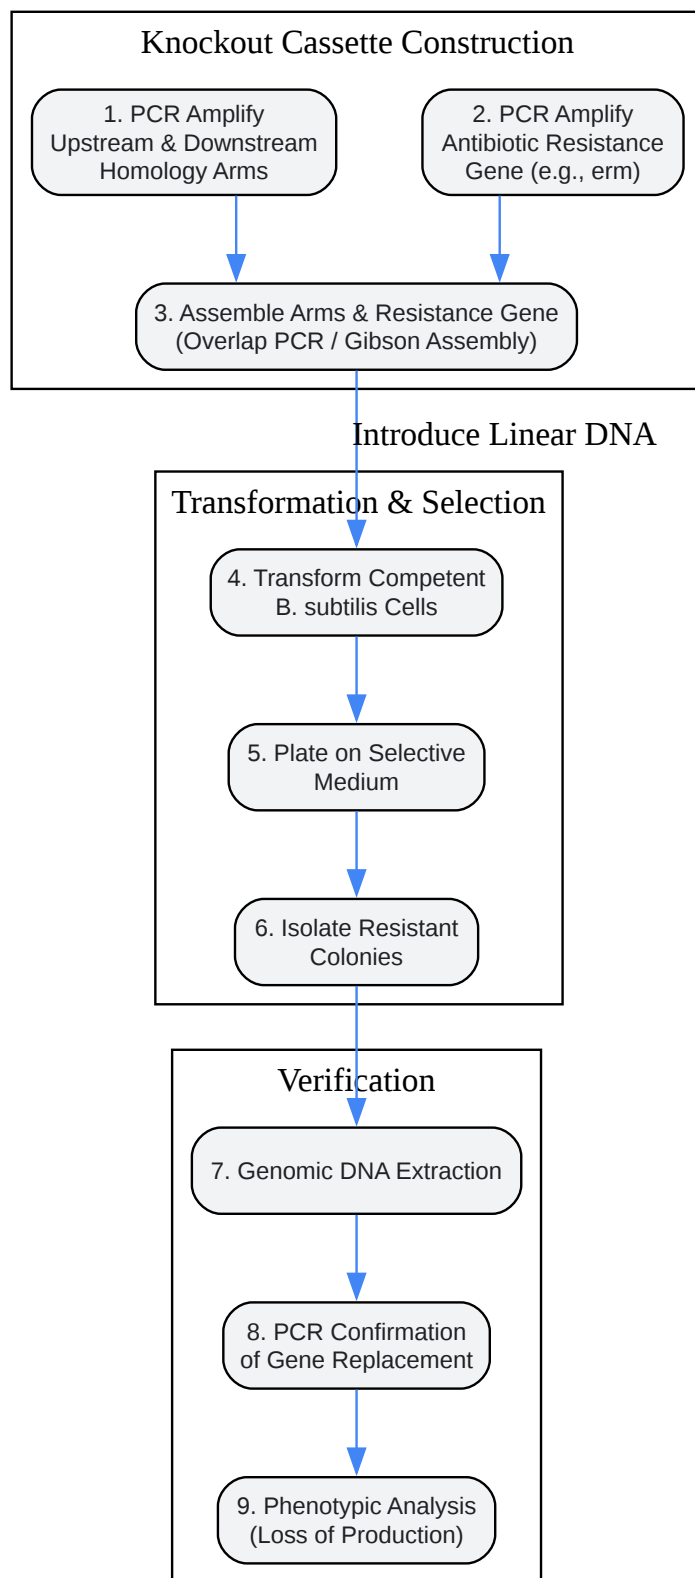 Knockout Cassette Construction
1. PCR Amplify
Upstream & Downstream
Homology Arms
2. PCR Amplify
Antibiotic Resistance
Gene (e.g., erm)
3. Assemble Arms & Resistance Gene
(Overlap PCR / Gibson Assembly)
Introduce Linear DNA
Transformation & Selection
4. Transform Competent
B. subtilis Cells
5. Plate on Selective
Medium
6. Isolate Resistant
Colonies
Verification
7. Genomic DNA Extraction
8. PCR Confirmation
of Gene Replacement
9. Phenotypic Analysis
(Loss of Production)